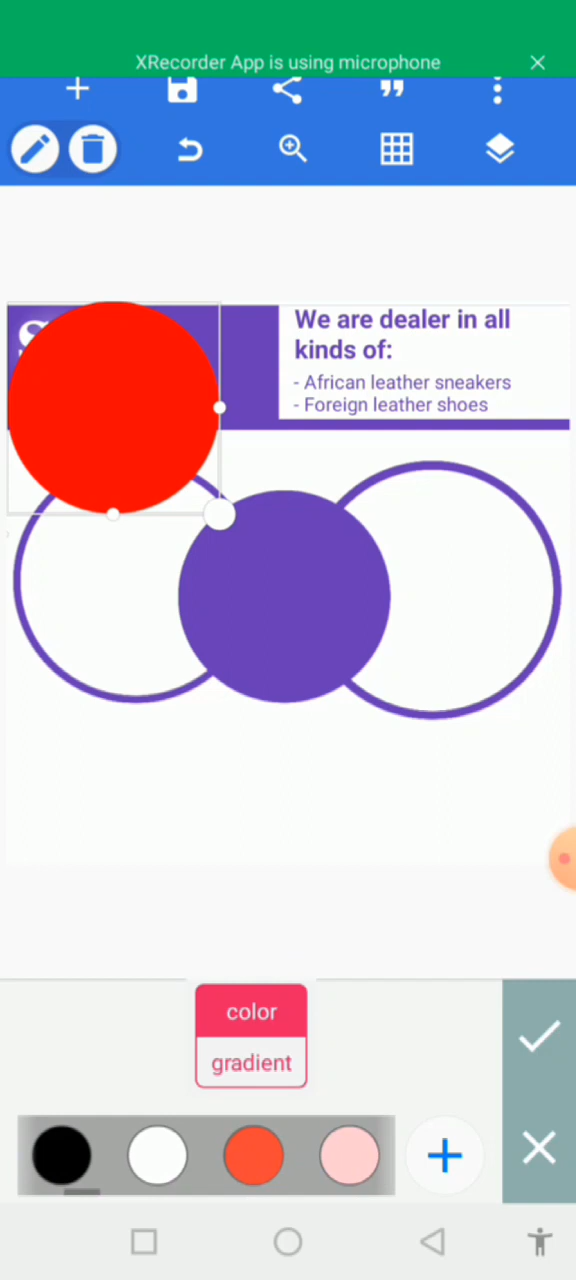 XRecorder App is using microphone
We are dealer in all
kinds of:
- African leather sneakers
- Foreign leather shoes
color
gradient